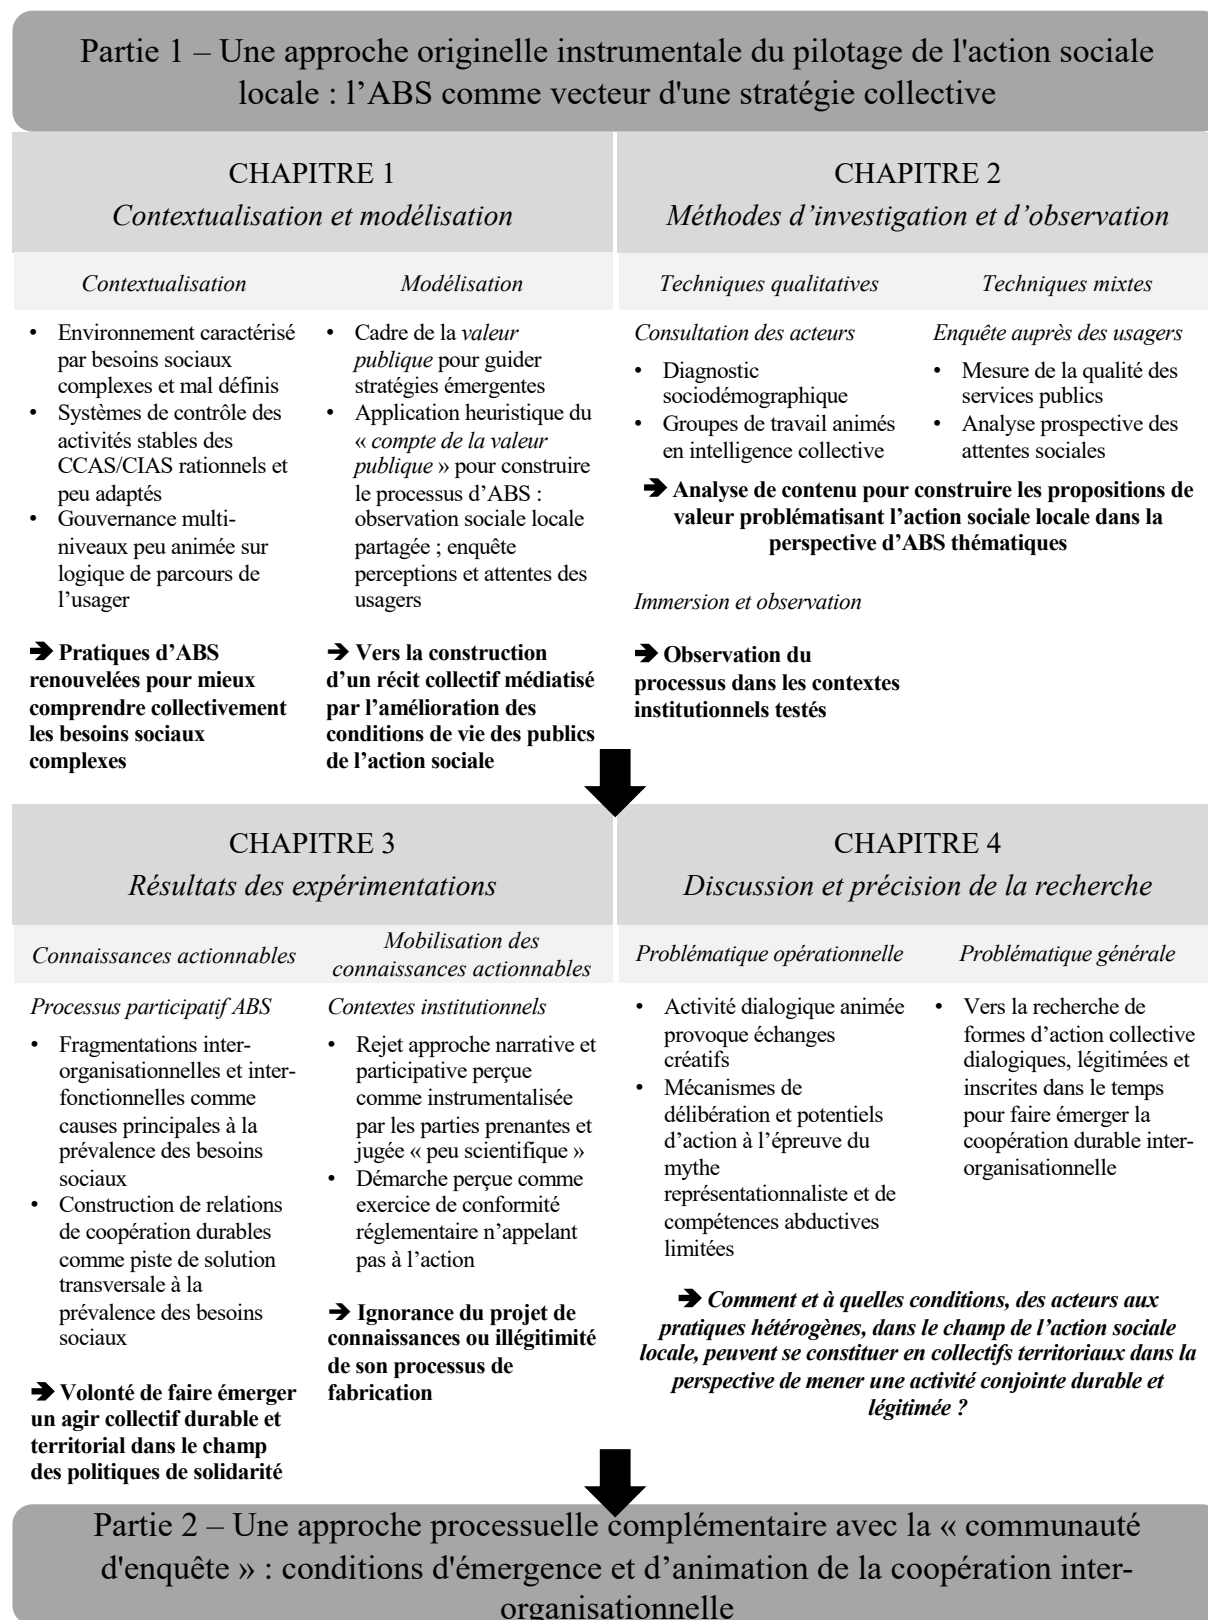 Partie 1 – Une approche originelle instrumentale du pilotage de l'action sociale
locale : l’ABS comme vecteur d'une stratégie collective
CHAPITRE 1
Contextualisation et modélisation
Contextualisation
• Environnement caractérisé
par besoins sociaux
complexes et mal définis
• Systèmes de contrôle des
activités stables des
CCAS/CIAS rationnels et
peu adaptés
• Gouvernance multi-
niveaux peu animée sur
logique de parcours de
l’usager
➔ Pratiques d’ABS
renouvelées pour mieux
comprendre collectivement
les besoins sociaux
complexes
Modélisation
• Cadre de la valeur
publique pour guider
stratégies émergentes
• Application heuristique du
« compte de la valeur
publique » pour construire
le processus d’ABS :
observation sociale locale
partagée ; enquête
perceptions et attentes des
usagers
➔ Vers la construction
d’un récit collectif médiatisé
par l’amélioration des
conditions de vie des publics
de l’action sociale
CHAPITRE 2
Méthodes d’investigation et d’observation
Techniques qualitatives
Consultation des acteurs
• Diagnostic
sociodémographique
• Groupes de travail animés
en intelligence collective
Techniques mixtes
Enquête auprès des usagers
• Mesure de la qualité des
services publics
• Analyse prospective des
attentes sociales
➔ Analyse de contenu pour construire les propositions de
valeur problématisant l’action sociale locale dans la
perspective d’ABS thématiques
Immersion et observation
➔ Observation du
processus dans les contextes
institutionnels testés
CHAPITRE 3
Résultats des expérimentations
Connaissances actionnables
Processus participatif ABS
• Fragmentations inter-
organisationnelles et inter-
fonctionnelles comme
causes principales à la
prévalence des besoins
sociaux
• Construction de relations
de coopération durables
comme piste de solution
transversale à la
prévalence des besoins
sociaux
➔ Volonté de faire émerger
un agir collectif durable et
territorial dans le champ
des politiques de solidarité
Mobilisation des
connaissances actionnables
Contextes institutionnels
• Rejet approche narrative et
participative perçue
comme instrumentalisée
par les parties prenantes et
jugée « peu scientifique »
• Démarche perçue comme
exercice de conformité
réglementaire n’appelant
pas à l’action
➔ Ignorance du projet de
connaissances ou illégitimité
de son processus de
fabrication
CHAPITRE 4
Discussion et précision de la recherche
Problématique opérationnelle
• Activité dialogique animée
provoque échanges
créatifs
• Mécanismes de
délibération et potentiels
d’action à l’épreuve du
mythe
représentationnaliste et de
compétences abductives
limitées
Problématique générale
• Vers la recherche de
formes d’action collective
dialogiques, légitimées et
inscrites dans le temps
pour faire émerger la
coopération durable inter-
organisationnelle
➔ Comment et à quelles conditions, des acteurs aux
pratiques hétérogènes, dans le champ de l’action sociale
locale, peuvent se constituer en collectifs territoriaux dans la
perspective de mener une activité conjointe durable et
légitimée ?
Partie 2 – Une approche processuelle complémentaire avec la « communauté
d'enquête » : conditions d'émergence et d’animation de la coopération inter-
organisationnelle